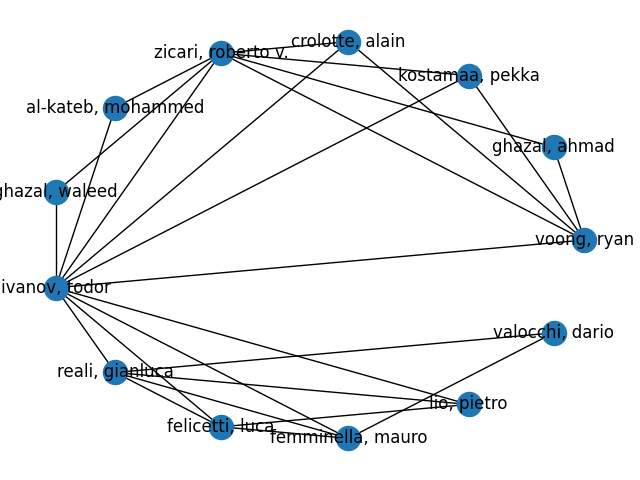 crolotte, alain
zicari, roberto v.
kostamaa, pekka
al-kateb, mohammed
ghazal, ahmad
ghazal, waleed
voong, ryan
ivanov, todor
valocchi, dario
reali, gianluca
lio, pietro
felicetti, luca
femminella, mauro